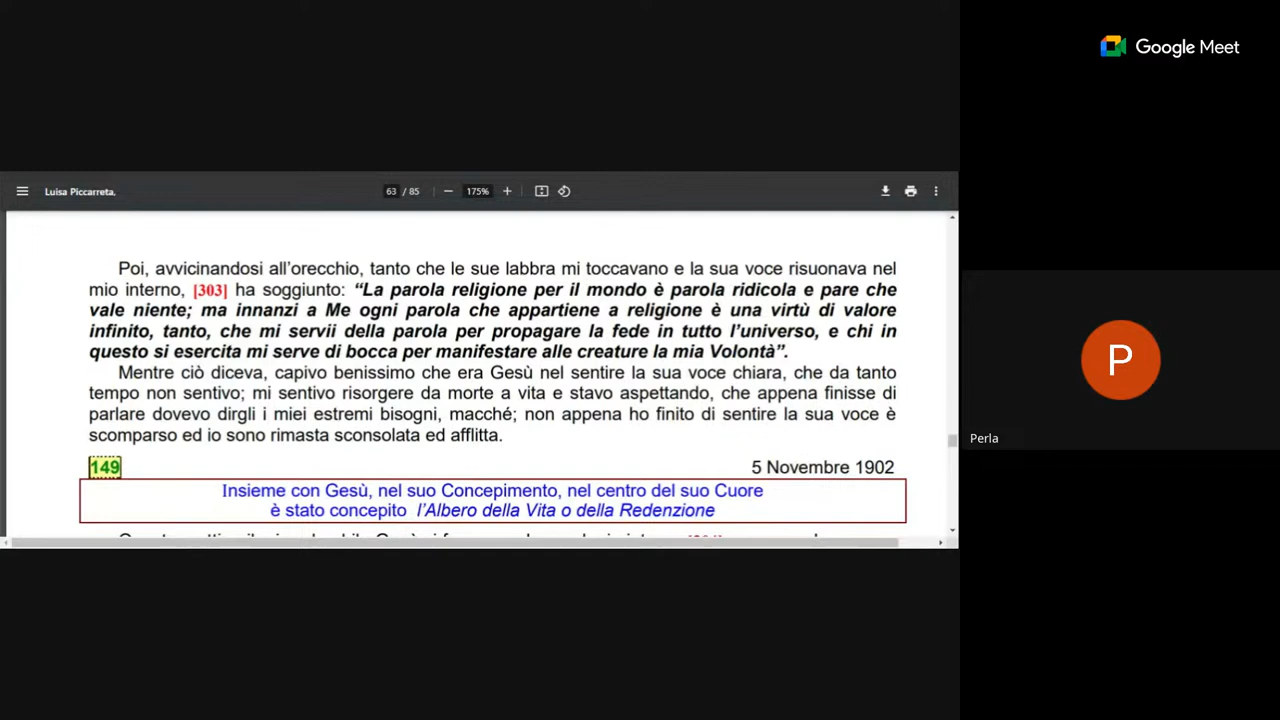 Google Meet
Luisa Piccarreta.
63 / 85
175%
Poi, avvicinandosi all’orecchio, tanto che le sue labbra mi toccavano e la sua voce risuonava nel
mio interno, [303] ha soggiunto: “La parola religione per il mondo è parola ridicola e pare che
vale niente; ma innanzi a Me ogni parola che appartiene a religione è una virtù di valore
infinito, tanto, che mi servii della parola per propagare la fede in tutto l’universo, e chi in
questo si esercita mi serve di bocca per manifestare alle creature la mia Volontà”.
Mentre ciò diceva, capivo benissimo che era Gesù nel sentire la sua voce chiara, che da tanto
tempo non sentivo; mi sentivo risorgere da morte a vita e stavo aspettando, che appena finisse di
parlare dovevo dirgli i miei estremi bisogni, macché; non appena ho finito di sentire la sua voce è
scomparso ed io sono rimasta sconsolata ed afflitta.
149
5 Novembre 1902
Insieme con Gesù, nel suo Concepimento, nel centro del suo Cuore
è stato concepito l’Albero della Vita o della Redenzione
P
Perla